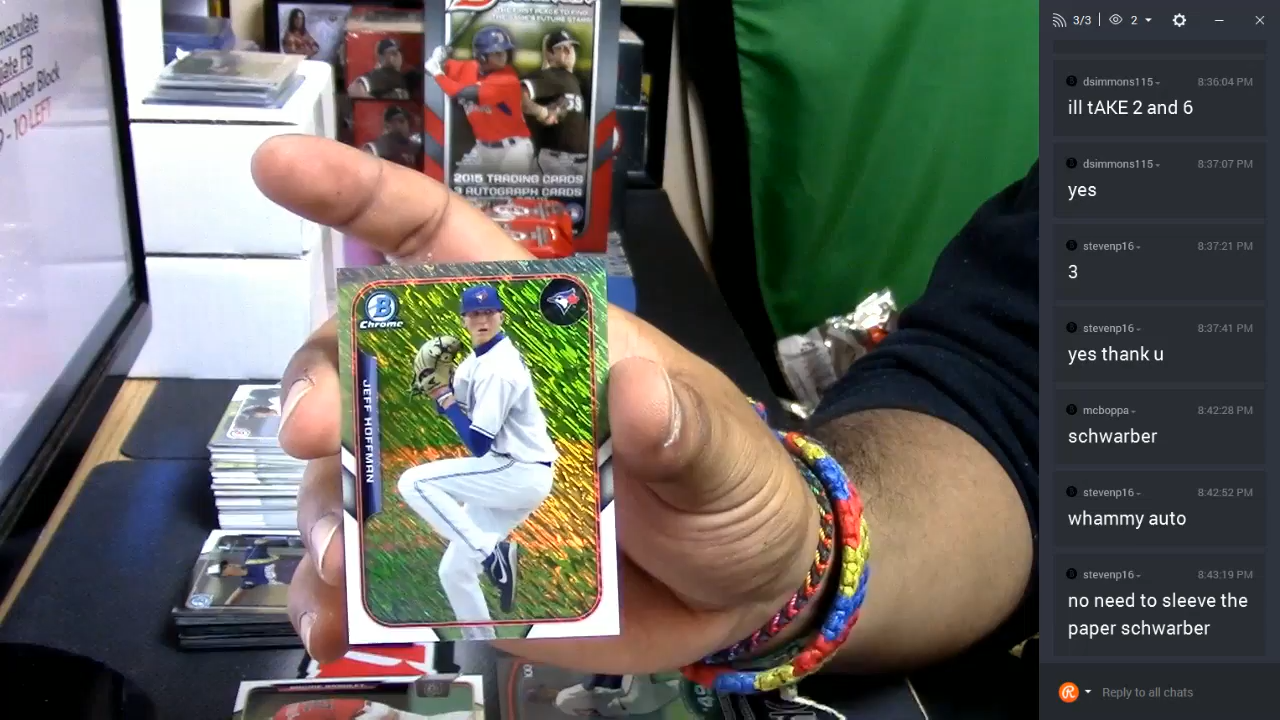 maculate
iate FB
Number Block
- 10 LEFT
2015 TRADING CARDS
3 AUTOGRAPH CARDS
B
Chrome
JEFF HOFFMAN
3/3
2
dsimmons115
8:36:04 PM
ill tAKE 2 and 6
dsimmons115
8:37:07 PM
yes
stevenp16
8:37:21 PM
3
stevenp16
8:37:41 PM
yes thank u
mcboppa
8:42:28 PM
schwarber
stevenp16
8:42:52 PM
whammy auto
stevenp16
8:43:19 PM
no need to sleeve the
paper schwarber
Reply to all chats